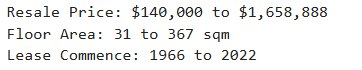 Resale Price: $140,000 to $1,658,888
Floor Area: 31 to 367 sqm
Lease Commence: 1966 to 2022